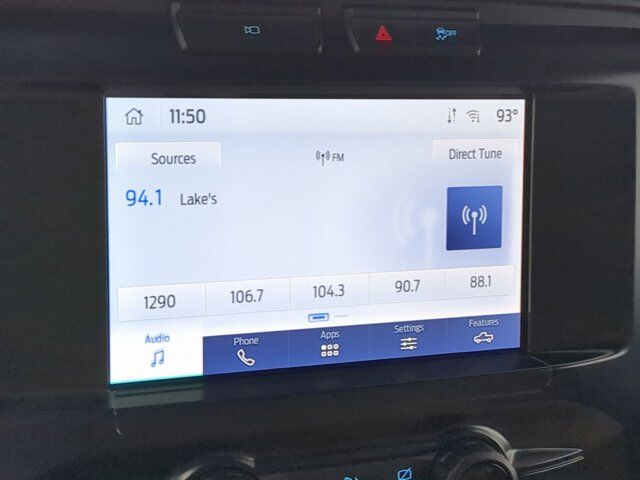 OFF
11:50
93°
Sources
FM
Direct Tune
94.1 Lake's
1290 106.7 104.3 90.7 88.1
Audio Phone Apps Settings Features